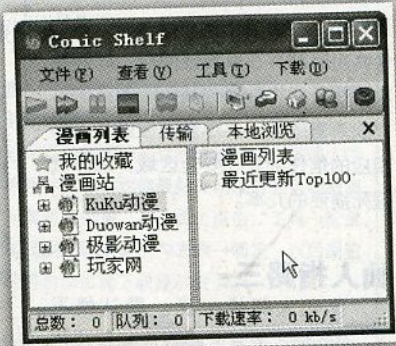 Comic Shelf
文件(F) 查看(V) 工具(T) 下载(D)
漫画列表 传输 本地浏览
我的收藏
漫画站
KuKu动漫
Duowan动漫
极影动漫
玩家网
漫画列表
最近更新Top100
总数: 0 队列: 0 下载速率: 0 kb/s